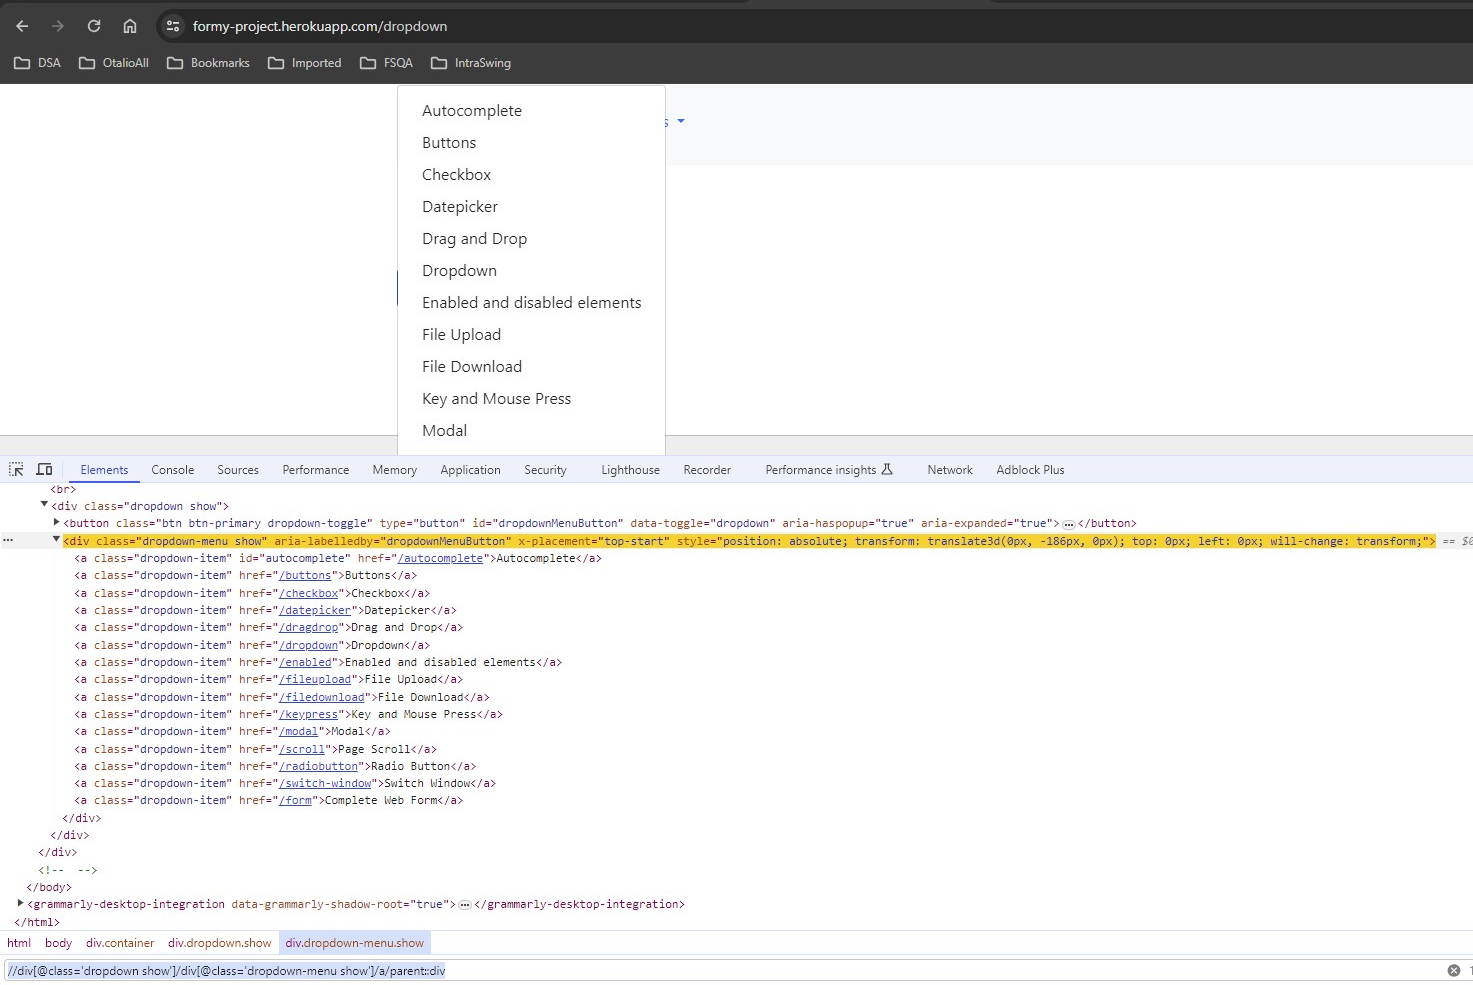 formy-project.herokuapp.com/dropdown
DSA OtalioAll Bookmarks Imported FSQA IntraSwing
Autocomplete
s
Buttons
Checkbox
Datepicker
Drag and Drop
Dropdown
Enabled and disabled elements
File Upload
File Download
Key and Mouse Press
Modal
Elements Console Sources Performance Memory Application Security Lighthouse Recorder Performance insights Network Adblock Plus
<br>
<div class="dropdown show">
<button class="btn btn-primary dropdown-toggle" type="button" id="dropdownMenuButton" data-toggle="dropdown" aria-haspopup="true" aria-expanded="true">…</button>
… <div class="dropdown-menu show" aria-labelledby="dropdownMenuButton" x-placement="top-start" style="position: absolute; transform: translate3d(0px, -186px, 0px); top: 0px; left: 0px; will-change: transform;"> == $0
<a class="dropdown-item" id="autocomplete" href="/autocomplete">Autocomplete</a>
<a class="dropdown-item" href="/buttons">Buttons</a>
<a class="dropdown-item" href="/checkbox">Checkbox</a>
<a class="dropdown-item" href="/datepicker">Datepicker</a>
<a class="dropdown-item" href="/dragdrop">Drag and Drop</a>
<a class="dropdown-item" href="/dropdown">Dropdown</a>
<a class="dropdown-item" href="/enabled">Enabled and disabled elements</a>
<a class="dropdown-item" href="/fileupload">File Upload</a>
<a class="dropdown-item" href="/filedownload">File Download</a>
<a class="dropdown-item" href="/keypress">Key and Mouse Press</a>
<a class="dropdown-item" href="/modal">Modal</a>
<a class="dropdown-item" href="/scroll">Page Scroll</a>
<a class="dropdown-item" href="/radiobutton">Radio Button</a>
<a class="dropdown-item" href="/switch-window">Switch Window</a>
<a class="dropdown-item" href="/form">Complete Web Form</a>
</div>
</div>
</div>
<!-- -->
</body>
<grammarly-desktop-integration data-grammarly-shadow-root="true">…</grammarly-desktop-integration>
</html>
html body div.container div.dropdown.show div.dropdown-menu.show
//div[@class='dropdown show']/div[@class='dropdown-menu show']/a/parent::div 1